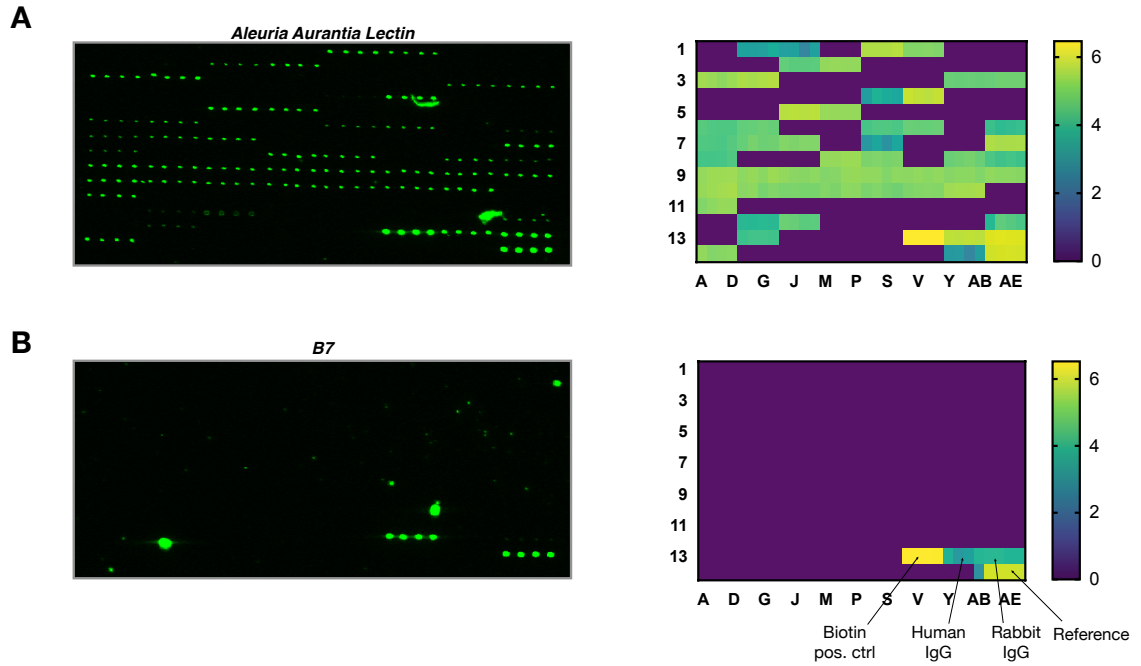 A
Aleuria Aurantia Lectin
1
3
5
7
9
11
13
A D G J M P S V Y AB AE
6
4
2
0
B
B7
1
3
5
7
9
11
13
A D G J M P S V Y AB AE
6
4
2
0
Biotin pos. ctrl
Human IgG
Rabbit IgG
Reference